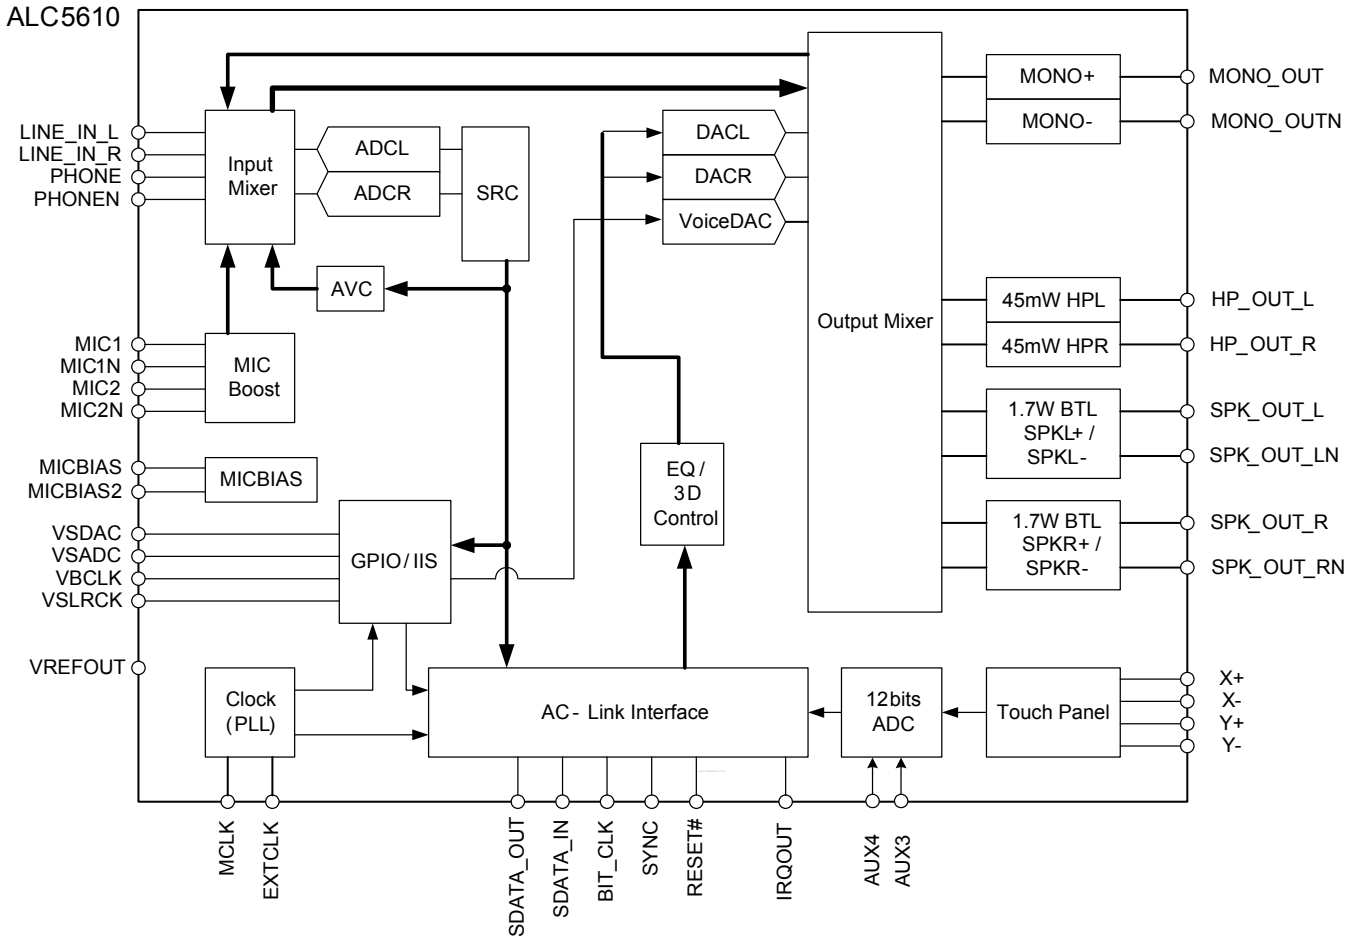 ALC5610
LINE_IN_L
LINE_IN_R
PHONE
PHONEN
Input
Mixer
ADCL
ADCR
SRC
AVC
MIC1
MIC1N
MIC2
MIC2N
MIC
Boost
MICBIAS
MICBIAS2
MICBIAS
VSDAC
VSADC
VBCLK
VSLRCK
GPIO/IIS
VREFOUT
Clock
(PLL)
MCLK
EXTCLK
DACL
DACR
VoiceDAC
EQ/
3D
Control
AC- Link Interface
SDATA_OUT
SDATA_IN
BIT_CLK
SYNC
RESET#
IRQOUT
Output Mixer
MONO+
MONO-
MONO_OUT
MONO_OUTN
45mW HPL
45mW HPR
HP_OUT_L
HP_OUT_R
1.7W BTL
SPKL+ /
SPKL-
SPK_OUT_L
SPK_OUT_LN
1.7W BTL
SPKR+ /
SPKR-
SPK_OUT_R
SPK_OUT_RN
12bits
ADC
AUX4
AUX3
Touch Panel
X+
X-
Y+
Y-